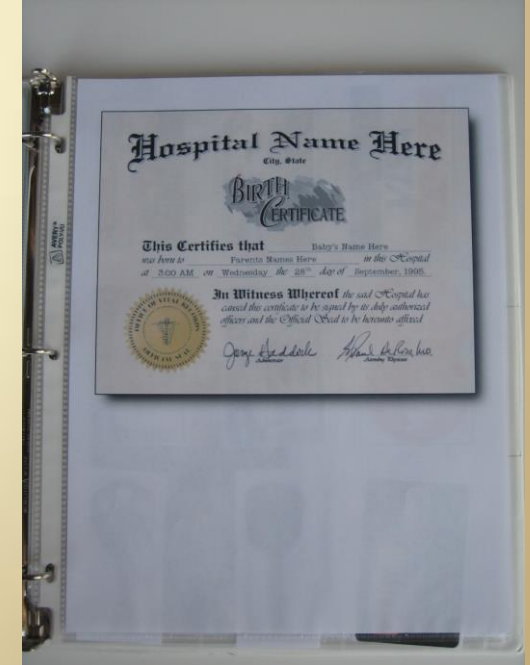 Hospital Name Here
City, State
BIRTH
CERTIFICATE
This Certifies that Baby's Name Here
was born to Parents Names Here in this Hospital
at 3:00 AM on Wednesday the 28th day of September, 1995.
In Witness Whereof the said Hospital has
caused this certificate to be signed by its duly authorized
officers and the Official Seal to be hereunto affixed
OFFICIAL SEAL
AVERY